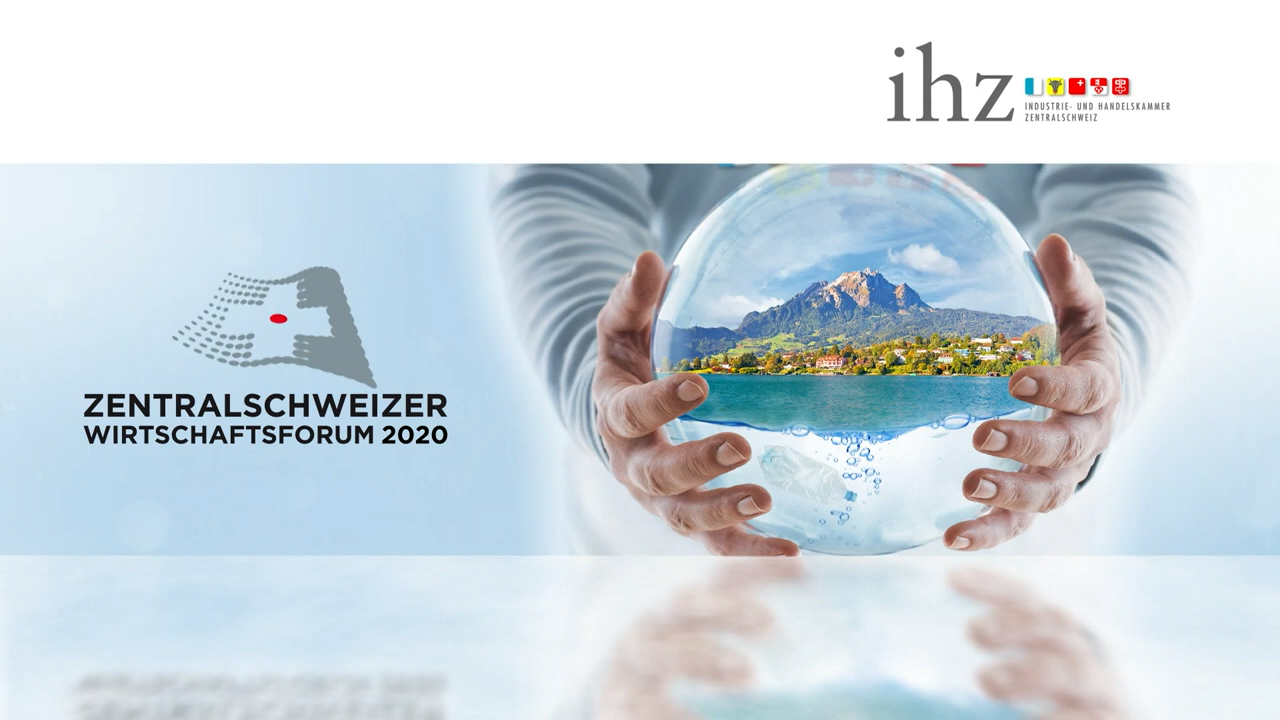 ihz
INDUSTRIE- UND HANDELSKAMMER
ZENTRALSCHWEIZ
ZENTRALSCHWEIZER
WIRTSCHAFTSFORUM 2020